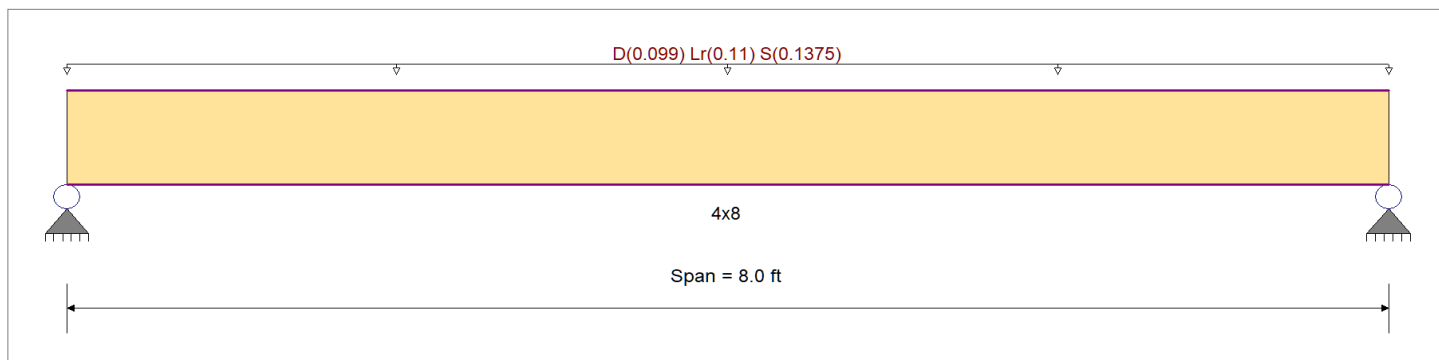 D(0.099) Lr(0.11) S(0.1375)
4x8
Span = 8.0 ft